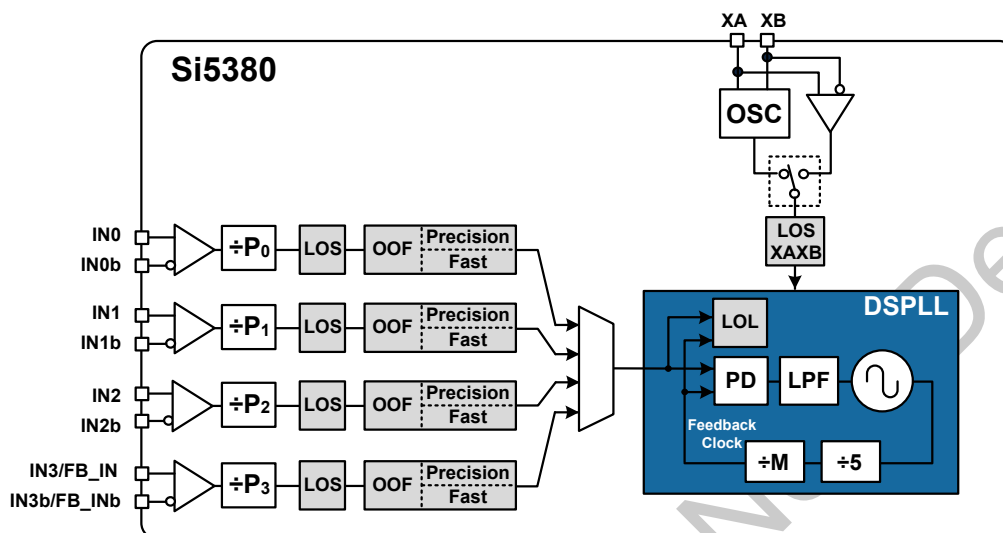 XA XB
Si5380
OSC
LOS
XAXB
IN0
IN0b
÷P0
LOS
OOF
Precision
Fast
IN1
IN1b
÷P1
LOS
OOF
Precision
Fast
IN2
IN2b
÷P2
LOS
OOF
Precision
Fast
IN3/FB_IN
IN3b/FB_INb
÷P3
LOS
OOF
Precision
Fast
DSPLL
LOL
PD
LPF
Feedback
Clock
÷M
÷5